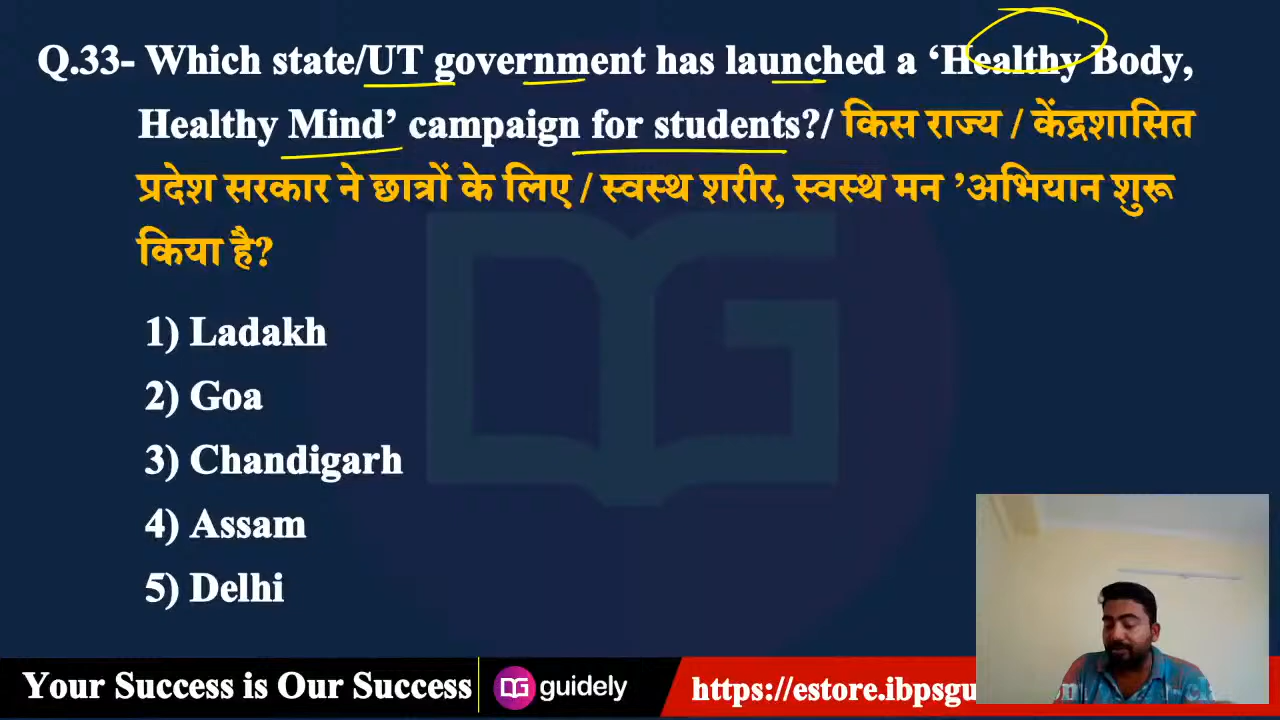 Q.33- Which state/UT government has launched a ‘Healthy Body,
Healthy Mind’ campaign for students?/ किस राज्य / केंद्रशासित
प्रदेश सरकार ने छात्रों के लिए / स्वस्थ शरीर, स्वस्थ मन ’अभियान शुरू
किया है?
1) Ladakh
2) Goa
3) Chandigarh
4) Assam
5) Delhi
Your Success is Our Success
guidely
https://estore.ibpsgu